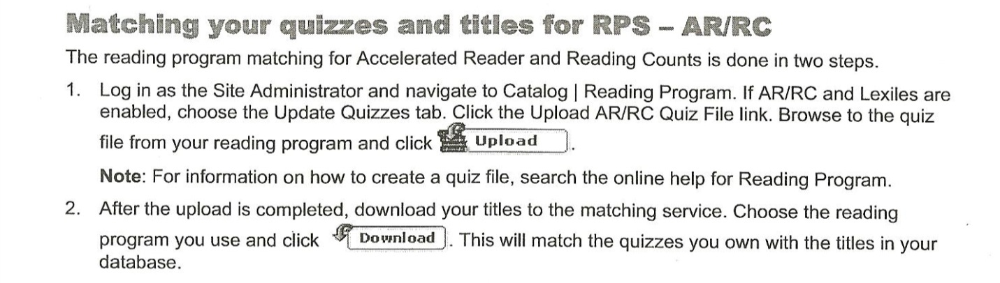 Matching your quizzes and titles for RPS – AR/RC
The reading program matching for Accelerated Reader and Reading Counts is done in two steps.
1. Log in as the Site Administrator and navigate to Catalog | Reading Program. If AR/RC and Lexiles are
enabled, choose the Update Quizzes tab. Click the Upload AR/RC Quiz File link. Browse to the quiz
file from your reading program and click Upload .
Note: For information on how to create a quiz file, search the online help for Reading Program.
2. After the upload is completed, download your titles to the matching service. Choose the reading
program you use and click Download . This will match the quizzes you own with the titles in your
database.